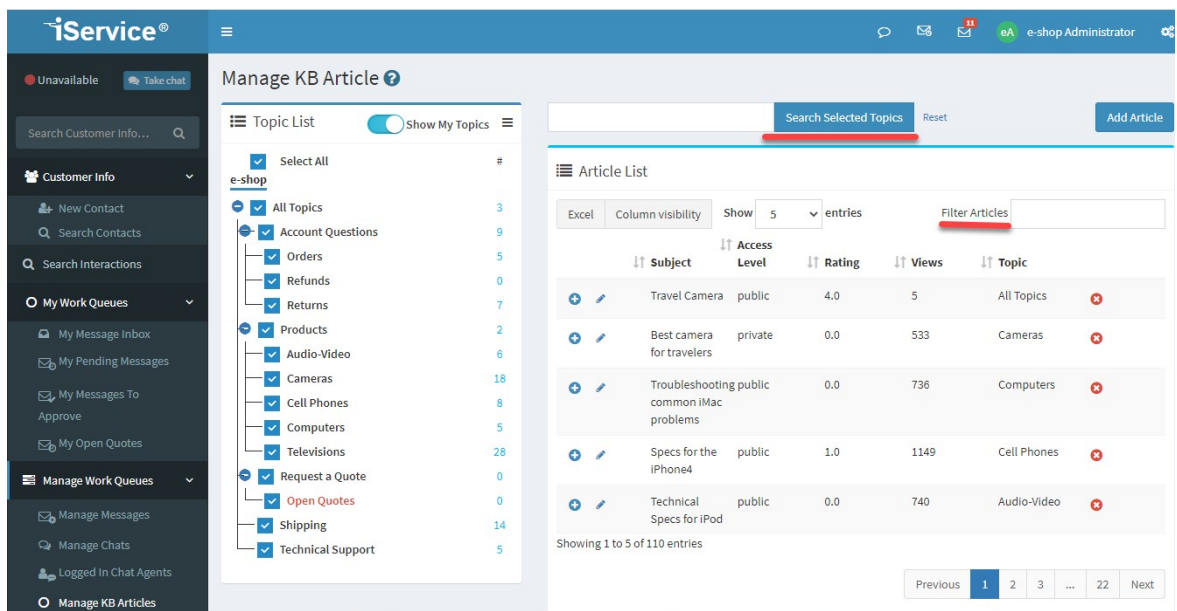 iService®
11
eA e-shop Administrator
Unavailable
Take chat
Search Customer Info...
Customer Info
New Contact
Search Contacts
Search Interactions
My Work Queues
My Message Inbox
My Pending Messages
My Messages To
Approve
My Open Quotes
Manage Work Queues
Manage Messages
Manage Chats
Logged In Chat Agents
Manage KB Articles
Manage KB Article ?
Topic List Show My Topics
Select All #
e-shop
All Topics 3
Account Questions 9
Orders 5
Refunds 0
Returns 7
Products 2
Audio-Video 6
Cameras 18
Cell Phones 8
Computers 5
Televisions 28
Request a Quote 0
Open Quotes 0
Shipping 14
Technical Support 5
Search Selected Topics Reset Add Article
Article List
Excel Column visibility Show 5 entries Filter Articles
Access
Subject Level Rating Views Topic
Travel Camera public 4.0 5 All Topics
Best camera private 0.0 533 Cameras
for travelers
Troubleshooting public 0.0 736 Computers
common iMac
problems
Specs for the public 1.0 1149 Cell Phones
iPhone4
Technical public 0.0 740 Audio-Video
Specs for iPod
Showing 1 to 5 of 110 entries
Previous 1 2 3 ... 22 Next